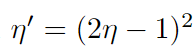 η′ = (2η − 1)²